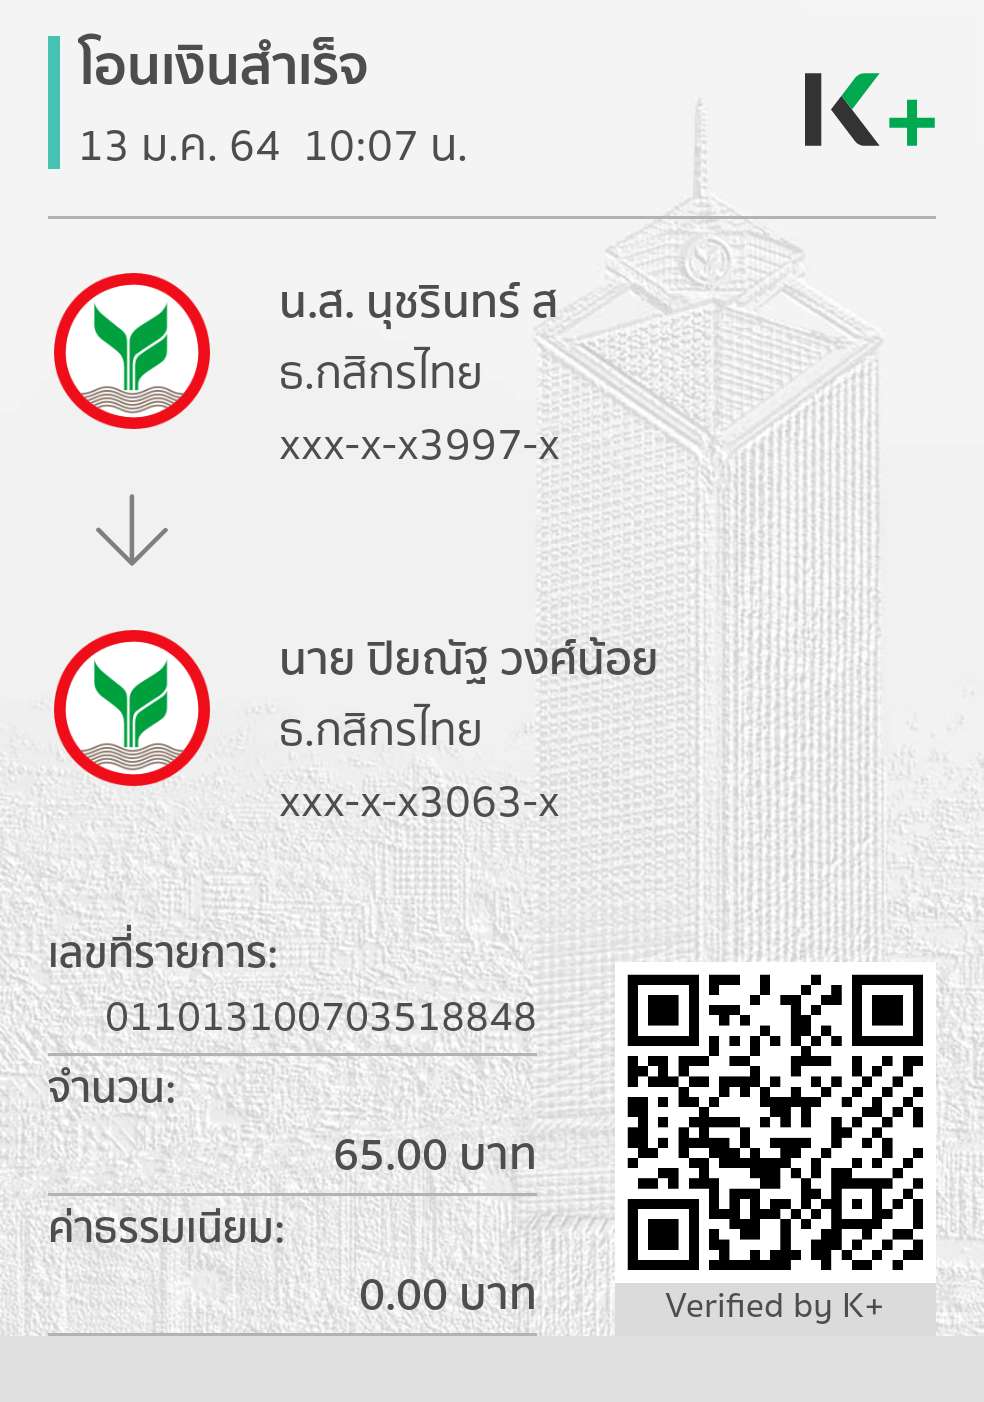 โอนเงินสำเร็จ
13 ม.ค. 64 10:07 น.
K+
น.ส. นุชรินทร์ ส
ธ.กสิกรไทย
xxx-x-x3997-x
นาย ปิยณัฐ วงศ์น้อย
ธ.กสิกรไทย
xxx-x-x3063-x
เลขที่รายการ:
011013100703518848
จำนวน:
65.00 บาท
ค่าธรรมเนียม:
0.00 บาท
Verified by K+